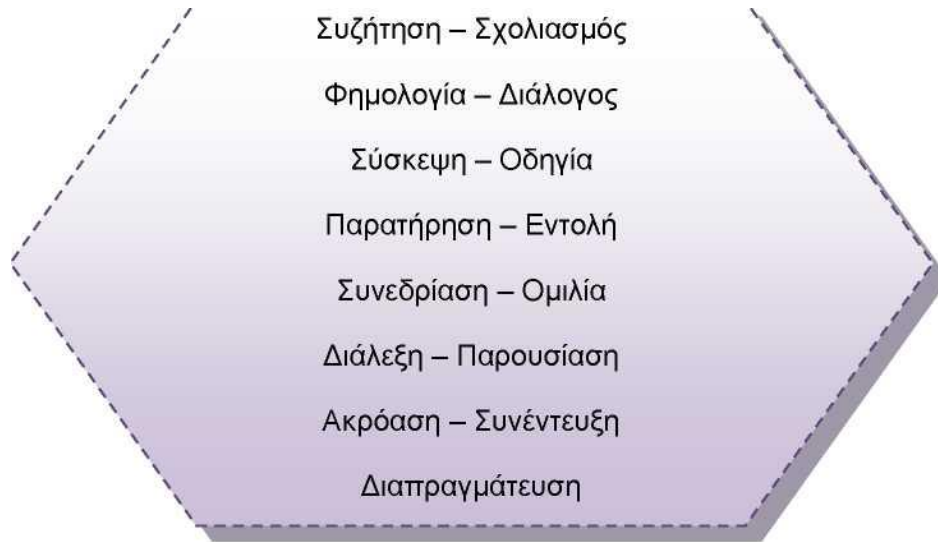 Συζήτηση – Σχολιασμός
Φημολογία – Διάλογος
Σύσκεψη – Οδηγία
Παρατήρηση – Εντολή
Συνεδρίαση – Ομιλία
Διάλεξη – Παρουσίαση
Ακρόαση – Συνέντευξη
Διαπραγμάτευση